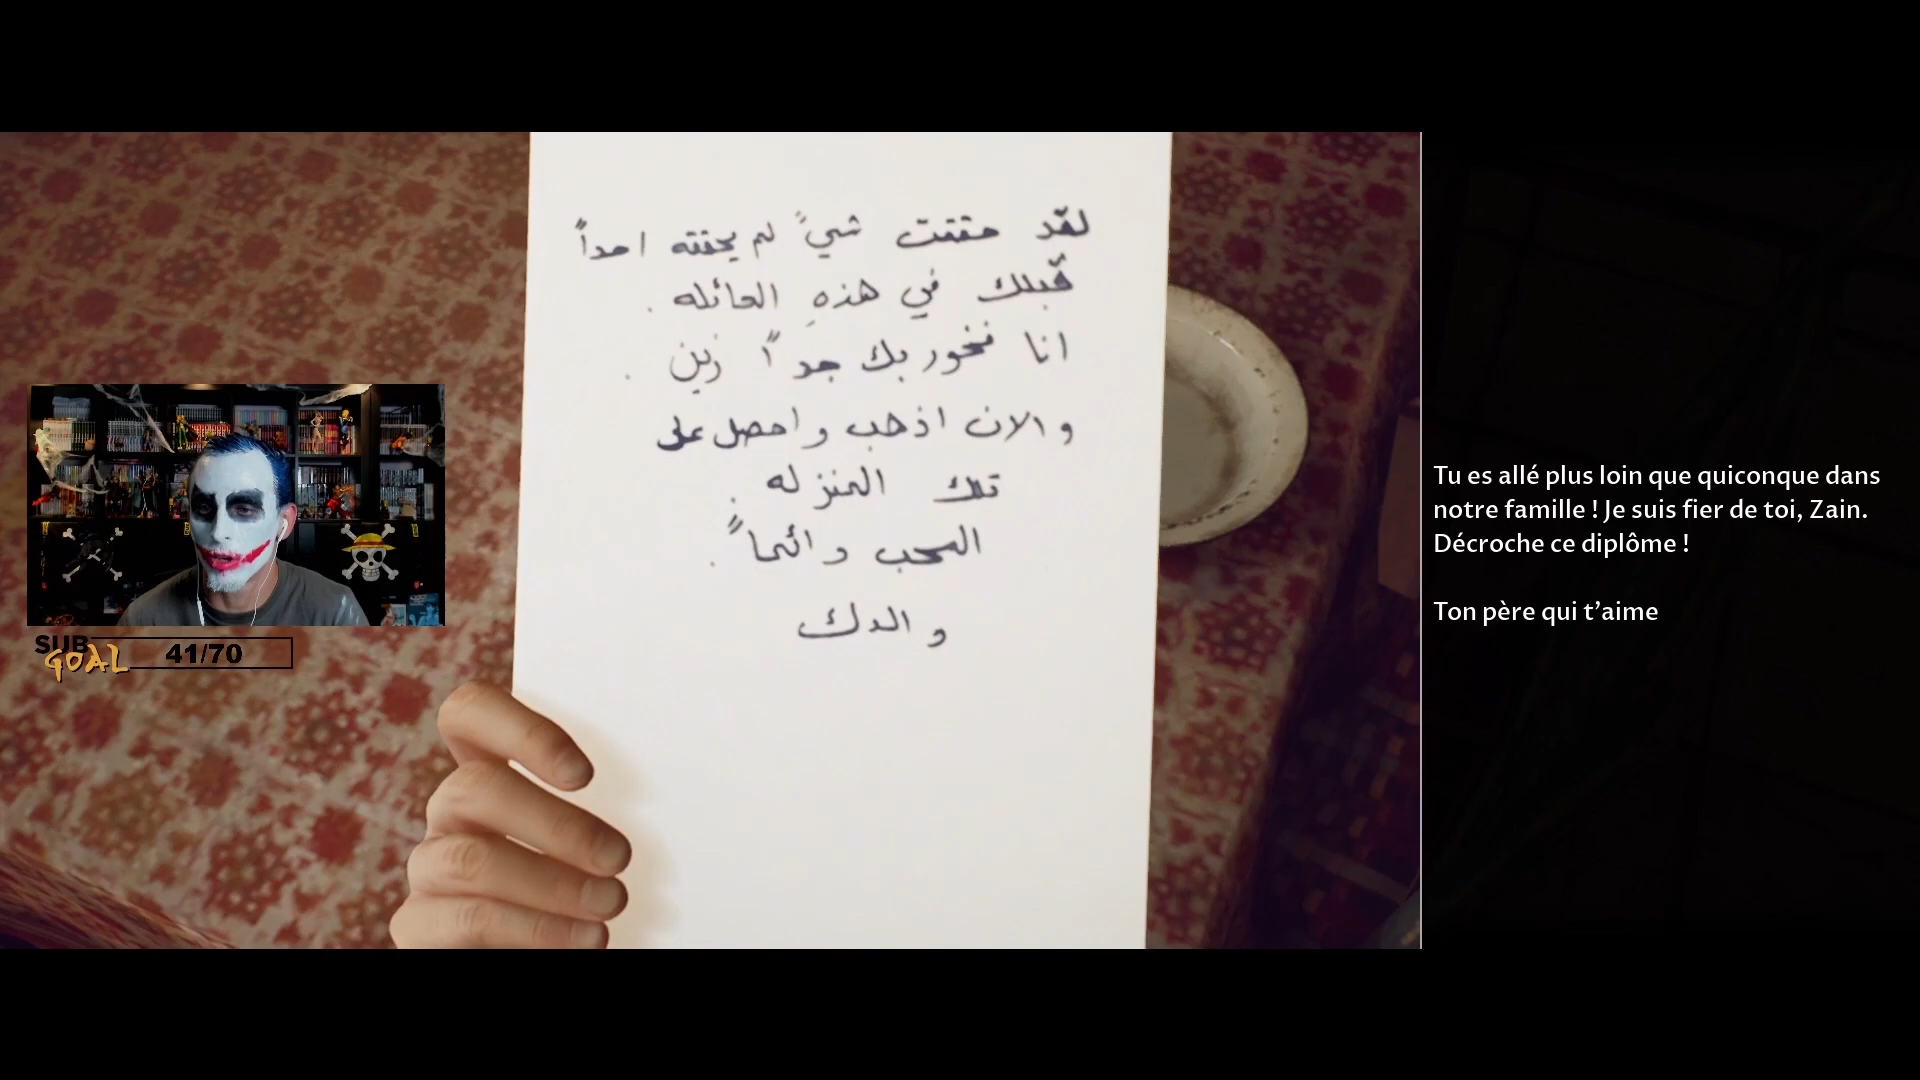 لقد حققت شيً لم يحققه احداً
قبلك في هذهِ العائله .
انا فخور بك جداً زين .
والان اذهب واحصل على
تلك المنزله .
المحب دائماً .
والدك
Tu es allé plus loin que quiconque dans
notre famille ! Je suis fier de toi, Zain.
Décroche ce diplôme !
Ton père qui t'aime
SUB
GOAL
41/70